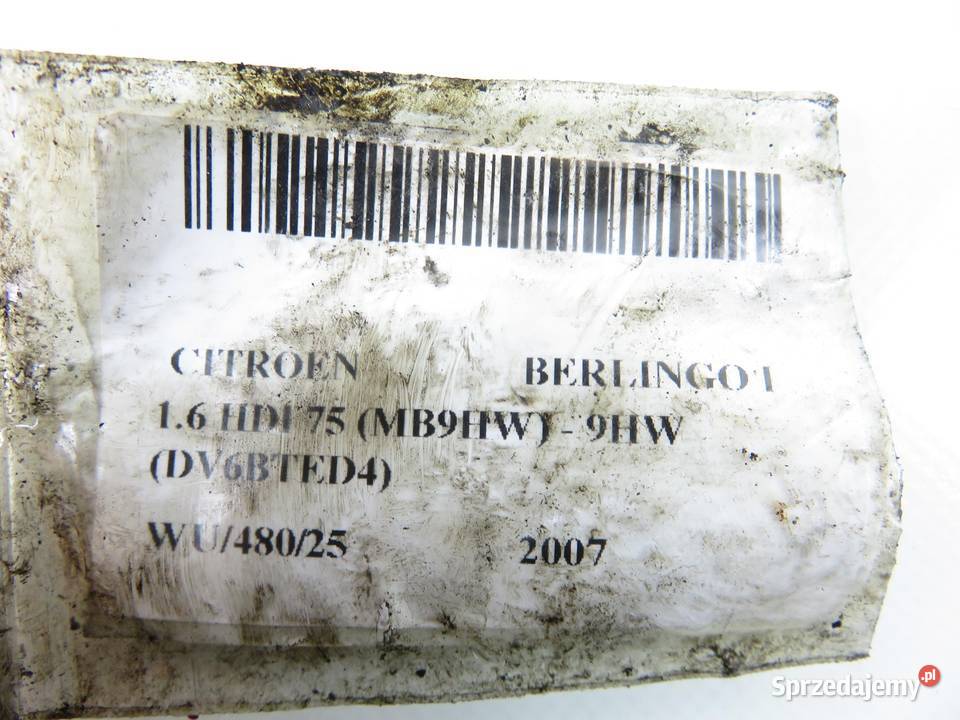 CITROEN BERLINGO I
1.6 HDI 75 (MB9HW) - 9HW
(DV6BTED4)
WU/480/25 2007
Sprzedajemy.pl